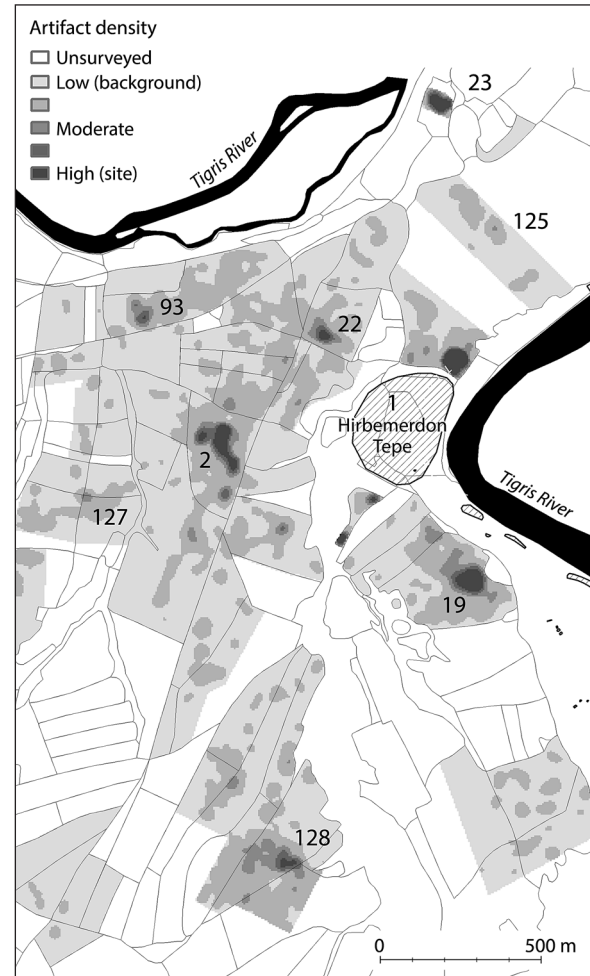 Artifact density
Unsurveyed
Low (background)
Moderate
High (site)
Tigris River
23
125
93
22
1
Hirbemerdon
Tepe
2
Tigris River
127
19
128
0 500 m